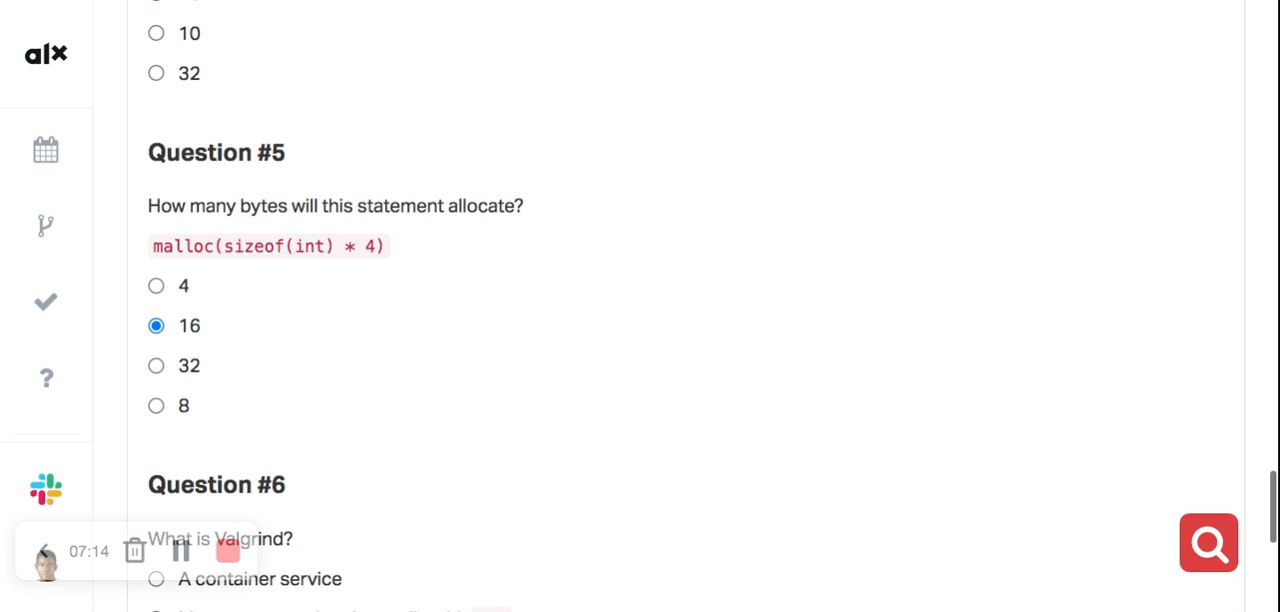 10
alx
32
Question #5
How many bytes will this statement allocate?
malloc(sizeof(int) * 4)
4
16
32
8
?
Question #6
What is Valgrind?
07:14
A container service